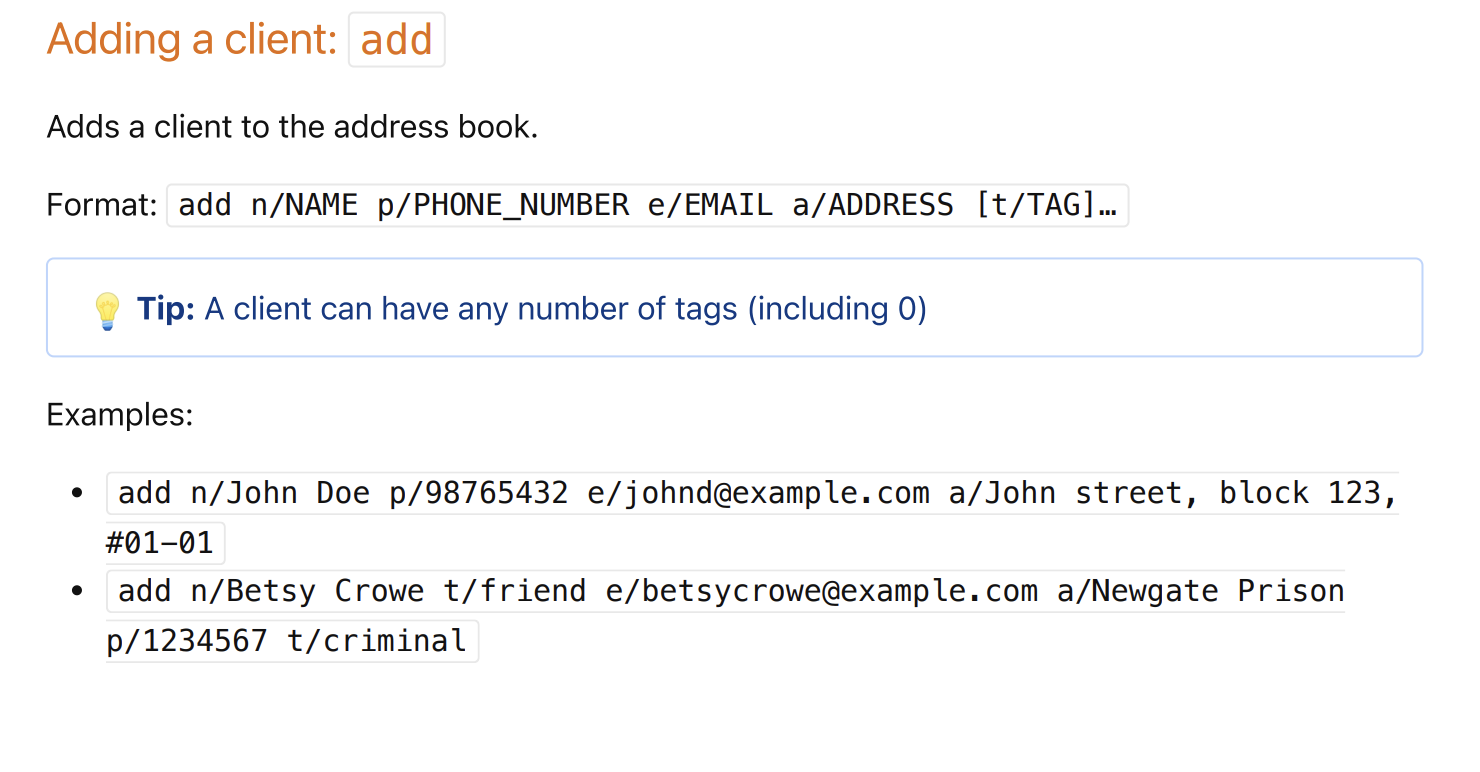 Adding a client: add
Adds a client to the address book.
Format: add n/NAME p/PHONE_NUMBER e/EMAIL a/ADDRESS [t/TAG]…
💡 Tip: A client can have any number of tags (including 0)
Examples:
• add n/John Doe p/98765432 e/johnd@example.com a/John street, block 123,
#01-01
• add n/Betsy Crowe t/friend e/betsycrowe@example.com a/Newgate Prison
p/1234567 t/criminal